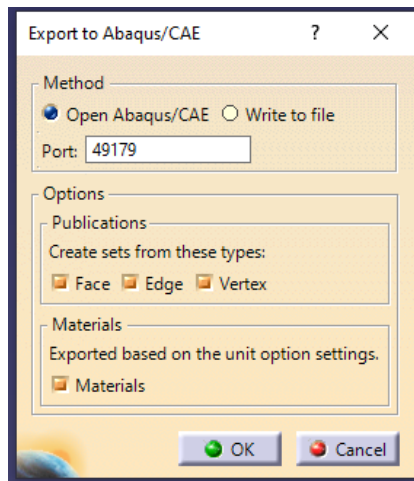 Export to Abaqus/CAE ?
Method
Open Abaqus/CAE Write to file
Port: 49179
Options
Publications
Create sets from these types:
Face Edge Vertex
Materials
Exported based on the unit option settings.
Materials
OK Cancel